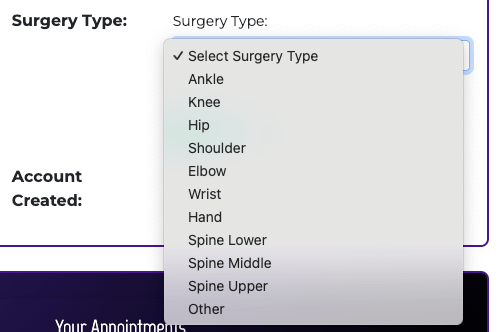 Surgery Type:
Surgery Type:
✓ Select Surgery Type
Ankle
Knee
Hip
Shoulder
Elbow
Wrist
Hand
Spine Lower
Spine Middle
Spine Upper
Other
Account
Created:
Your Appointments